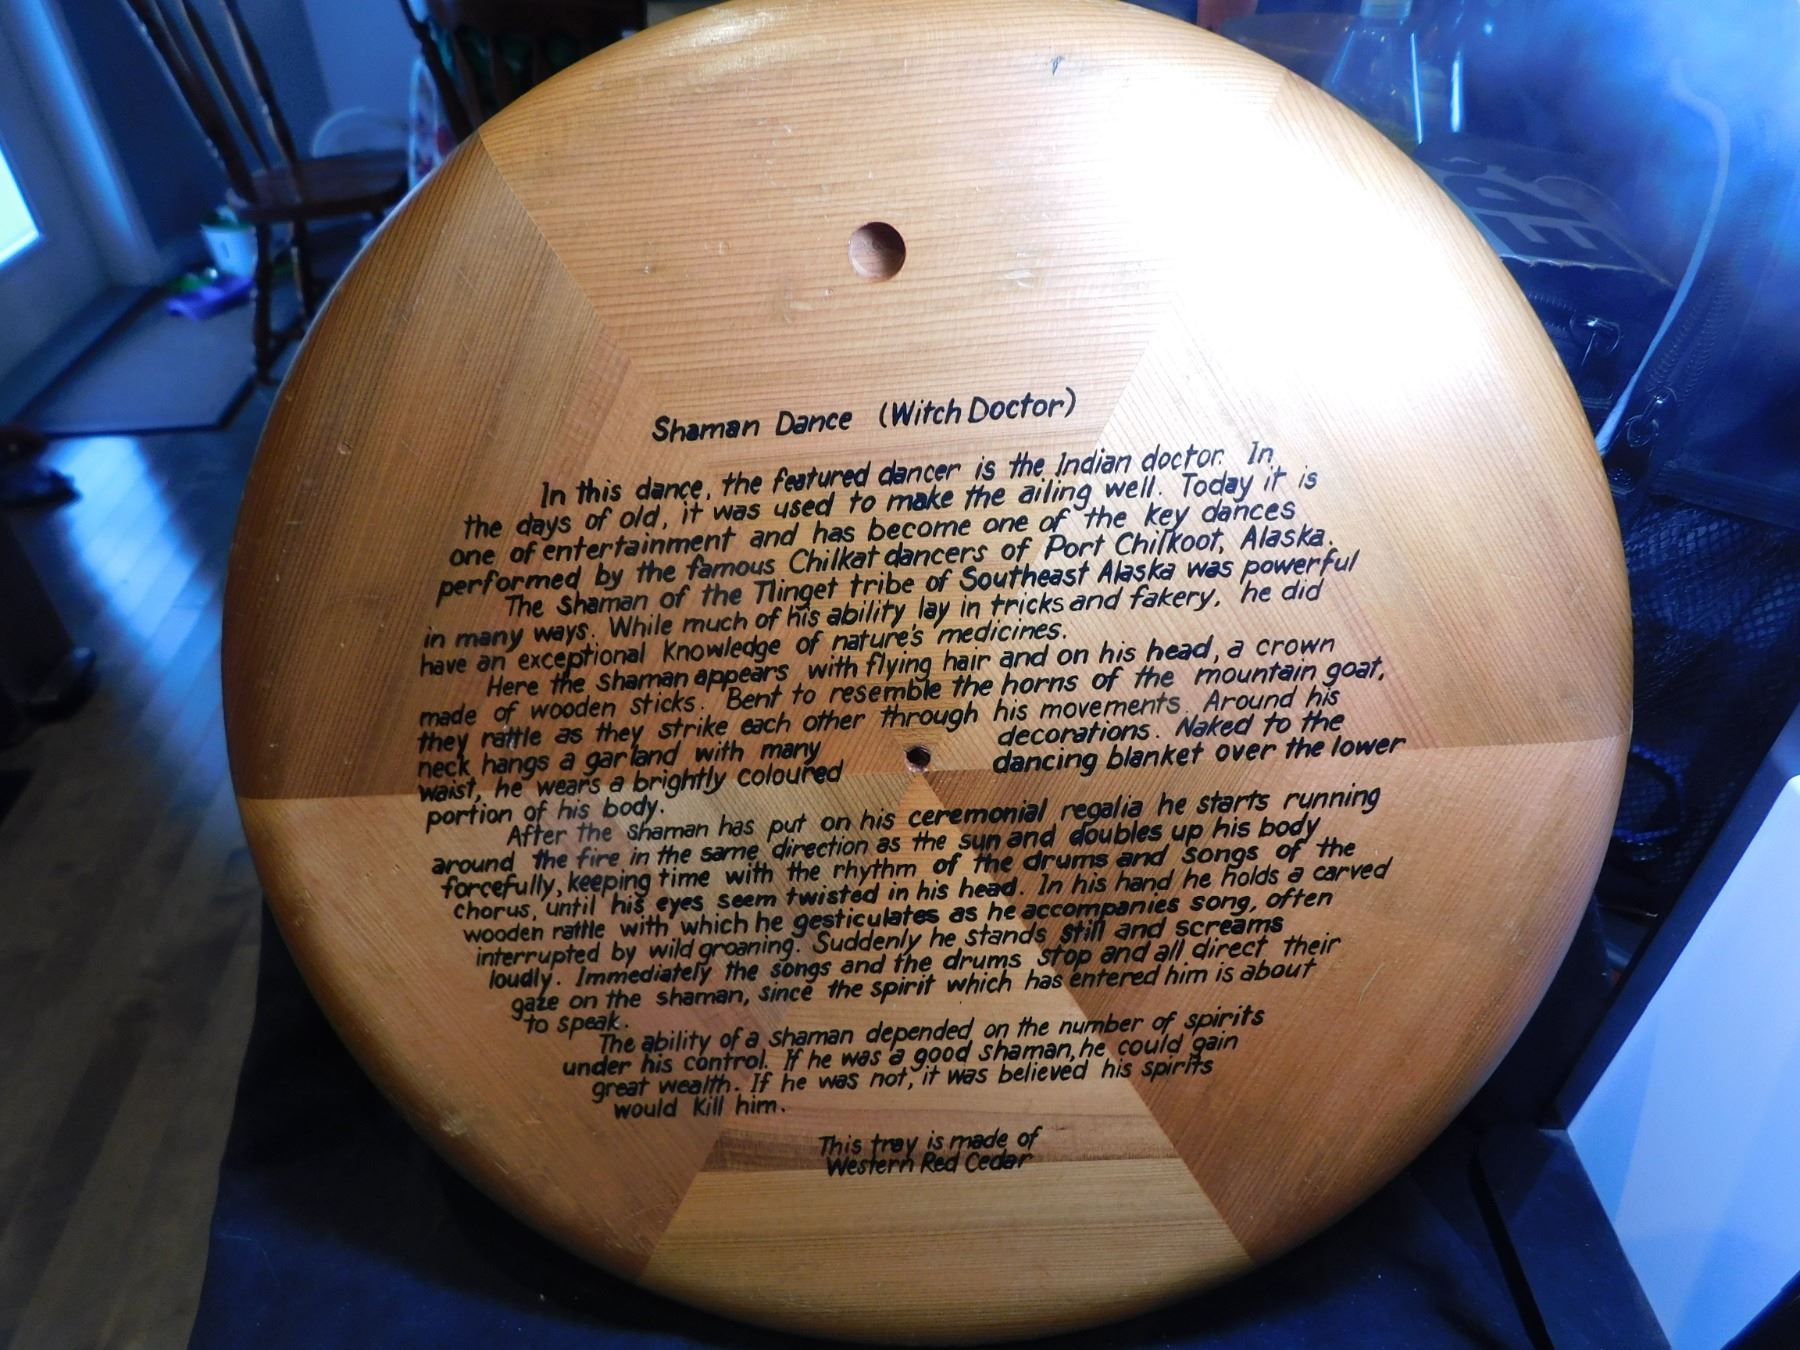 Shaman Dance (Witch Doctor)
In this dance, the featured dancer is the Indian doctor. In
the days of old, it was used to make the ailing well. Today it is
one of entertainment and has become one of the key dances
performed by the famous Chilkat dancers of Port Chilkoot, Alaska.
The shaman of the Tlinget tribe of Southeast Alaska was powerful
in many ways. While much of his ability lay in tricks and fakery, he did
have an exceptional knowledge of nature's medicines.
Here the shaman appears with flying hair and on his head, a crown
made of wooden sticks. Bent to resemble the horns of the mountain goat,
they rattle as they strike each other through his movements. Around his
neck hangs a garland with many decorations. Naked to the
waist, he wears a brightly coloured dancing blanket over the lower
portion of his body.
After the shaman has put on his ceremonial regalia he starts running
around the fire in the same direction as the sun and doubles up his body
forcefully, keeping time with the rhythm of the drums and songs of the
chorus, until his eyes seem twisted in his head. In his hand he holds a carved
wooden rattle with which he gesticulates as he accompanies song, often
interrupted by wild groaning. Suddenly he stands still and screams
loudly. Immediately the songs and the drums stop and all direct their
gaze on the shaman, since the spirit which has entered him is about
to speak.
The ability of a shaman depended on the number of spirits
under his control. If he was a good shaman, he could gain
great wealth. If he was not, it was believed his spirits
would kill him.
This tray is made of
Western Red Cedar